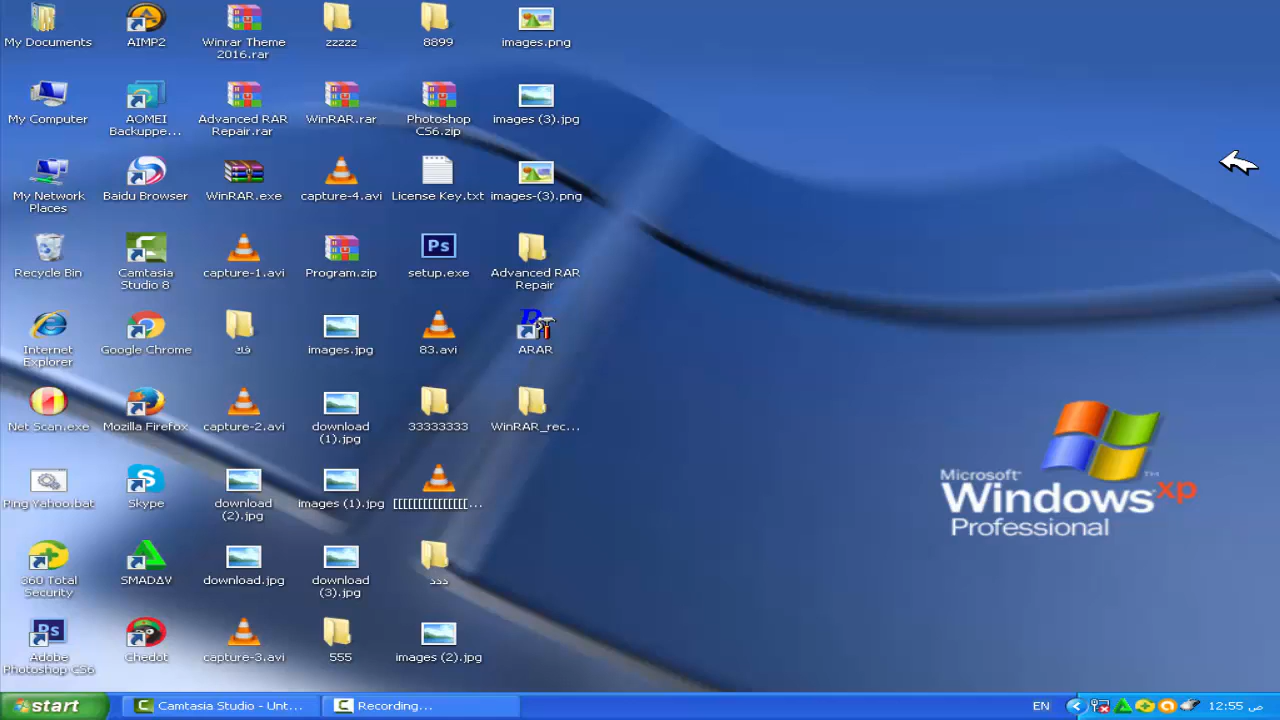 My Documents
AIMP2
Winrar Theme
2016.rar
zzzzz
8899
images.png
My Computer
AOMEI
Backuppe...
Advanced RAR
Repair.rar
WinRAR.rar
Photoshop
CS6.zip
images (3).jpg
My Network
Places
Baidu Browser
WinRAR.exe
capture-4.avi
License Key.txt
images-(3).png
Recycle Bin
Camtasia
Studio 8
capture-1.avi
Program.zip
Ps
setup.exe
Advanced RAR
Repair
Internet
Explorer
Google Chrome
images.jpg
83.avi
ARAR
Net Scan.exe
Mozilla Firefox
capture-2.avi
download
(1).jpg
33333333
WinRAR_rec...
Ping Yahoo.bat
Skype
download
(2).jpg
images (1).jpg
[[[[[[[[[[[[[[[...
360 Total
Security
SMADΔV
download.jpg
download
(3).jpg
Ps
Adobe
Photoshop CS6
Chedot
capture-3.avi
555
images (2).jpg
Microsoft
Windows xp
Professional
start
Camtasia Studio - Unt...
Recording...
EN
12:55 ص